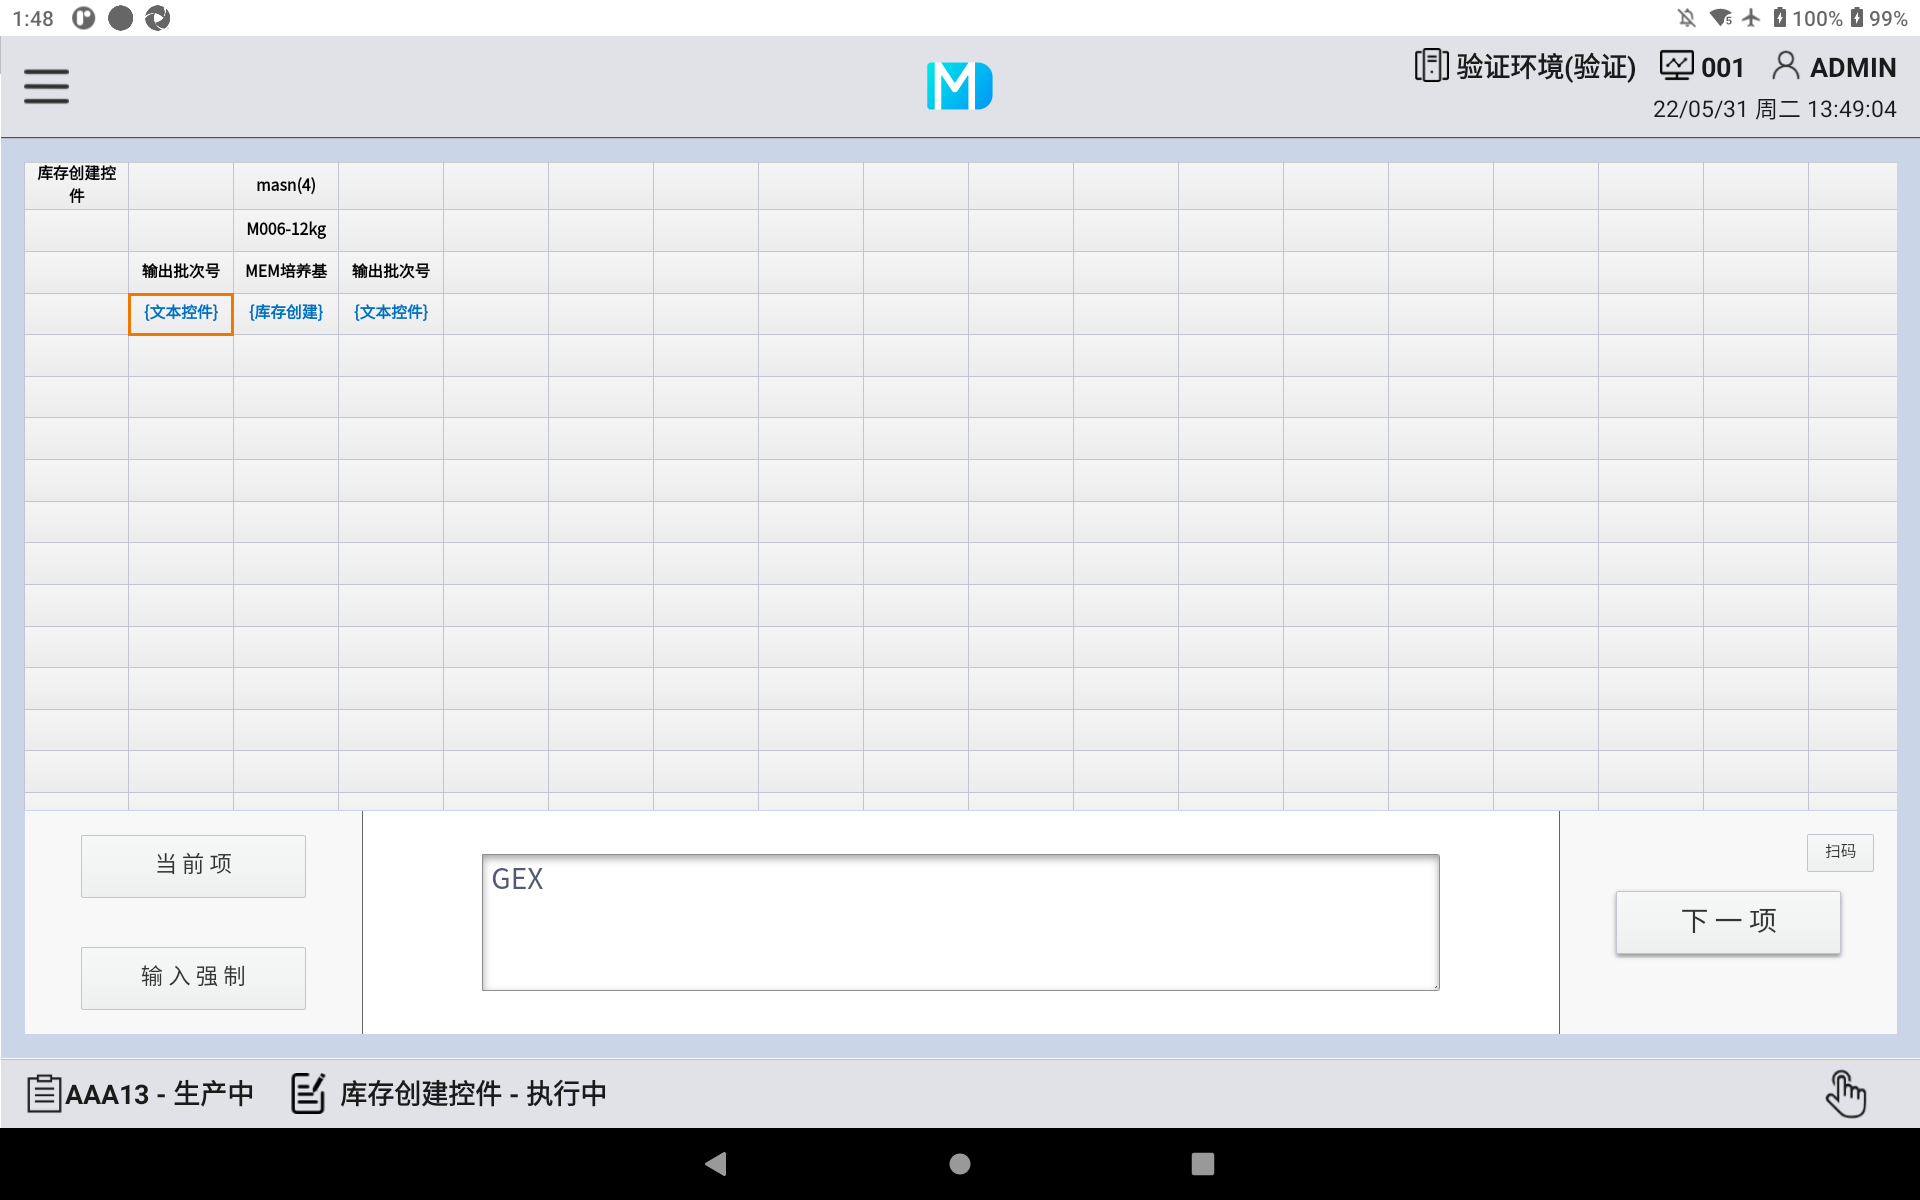 1:48
100% 99%
验证环境(验证) 001 ADMIN
22/05/31 周二 13:49:04
库存创建控件 masn(4)
M006-12kg
输出批次号 MEM培养基 输出批次号
{文本控件} {库存创建} {文本控件}
当前项
输入强制
GEX
扫码
下一项
AAA13 - 生产中 库存创建控件 - 执行中